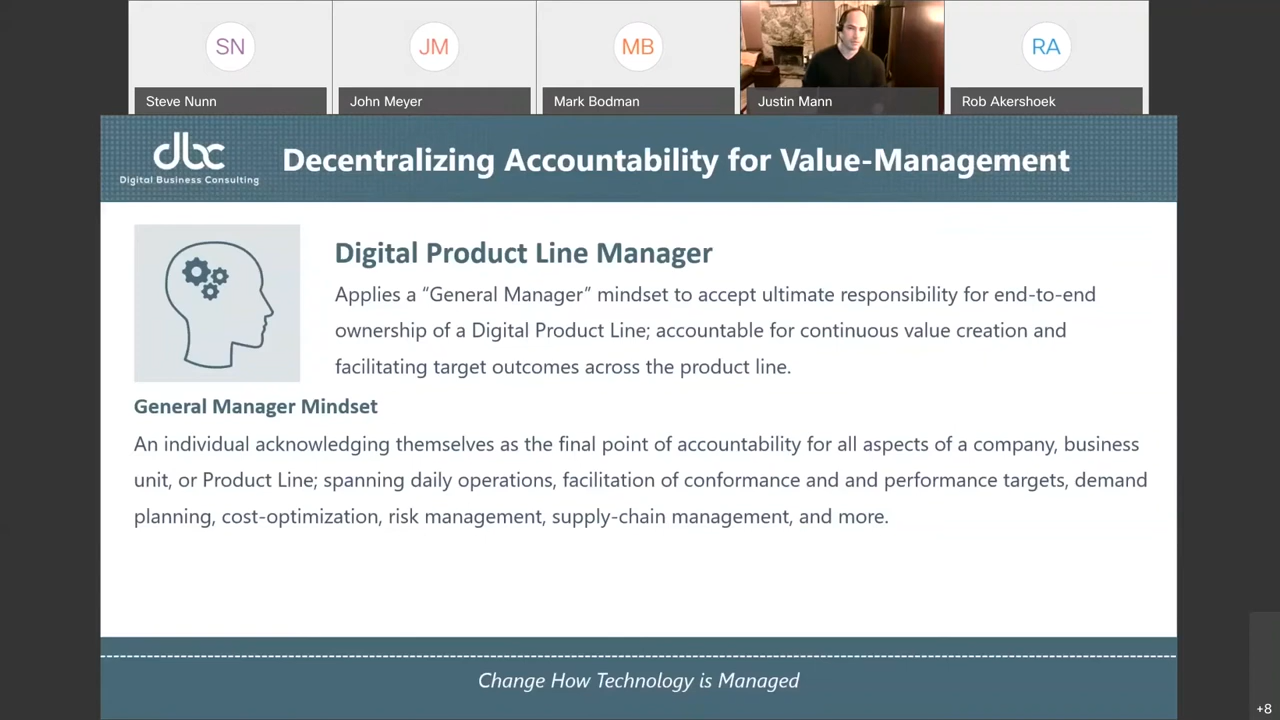 SN
JM
MB
RA
Steve Nunn
John Meyer
Mark Bodman
Justin Mann
Rob Akershoek
dbc
Digital Business Consulting
Decentralizing Accountability for Value-Management
Digital Product Line Manager
Applies a “General Manager” mindset to accept ultimate responsibility for end-to-end
ownership of a Digital Product Line; accountable for continuous value creation and
facilitating target outcomes across the product line.
General Manager Mindset
An individual acknowledging themselves as the final point of accountability for all aspects of a company, business
unit, or Product Line; spanning daily operations, facilitation of conformance and and performance targets, demand
planning, cost-optimization, risk management, supply-chain management, and more.
Change How Technology is Managed
+8